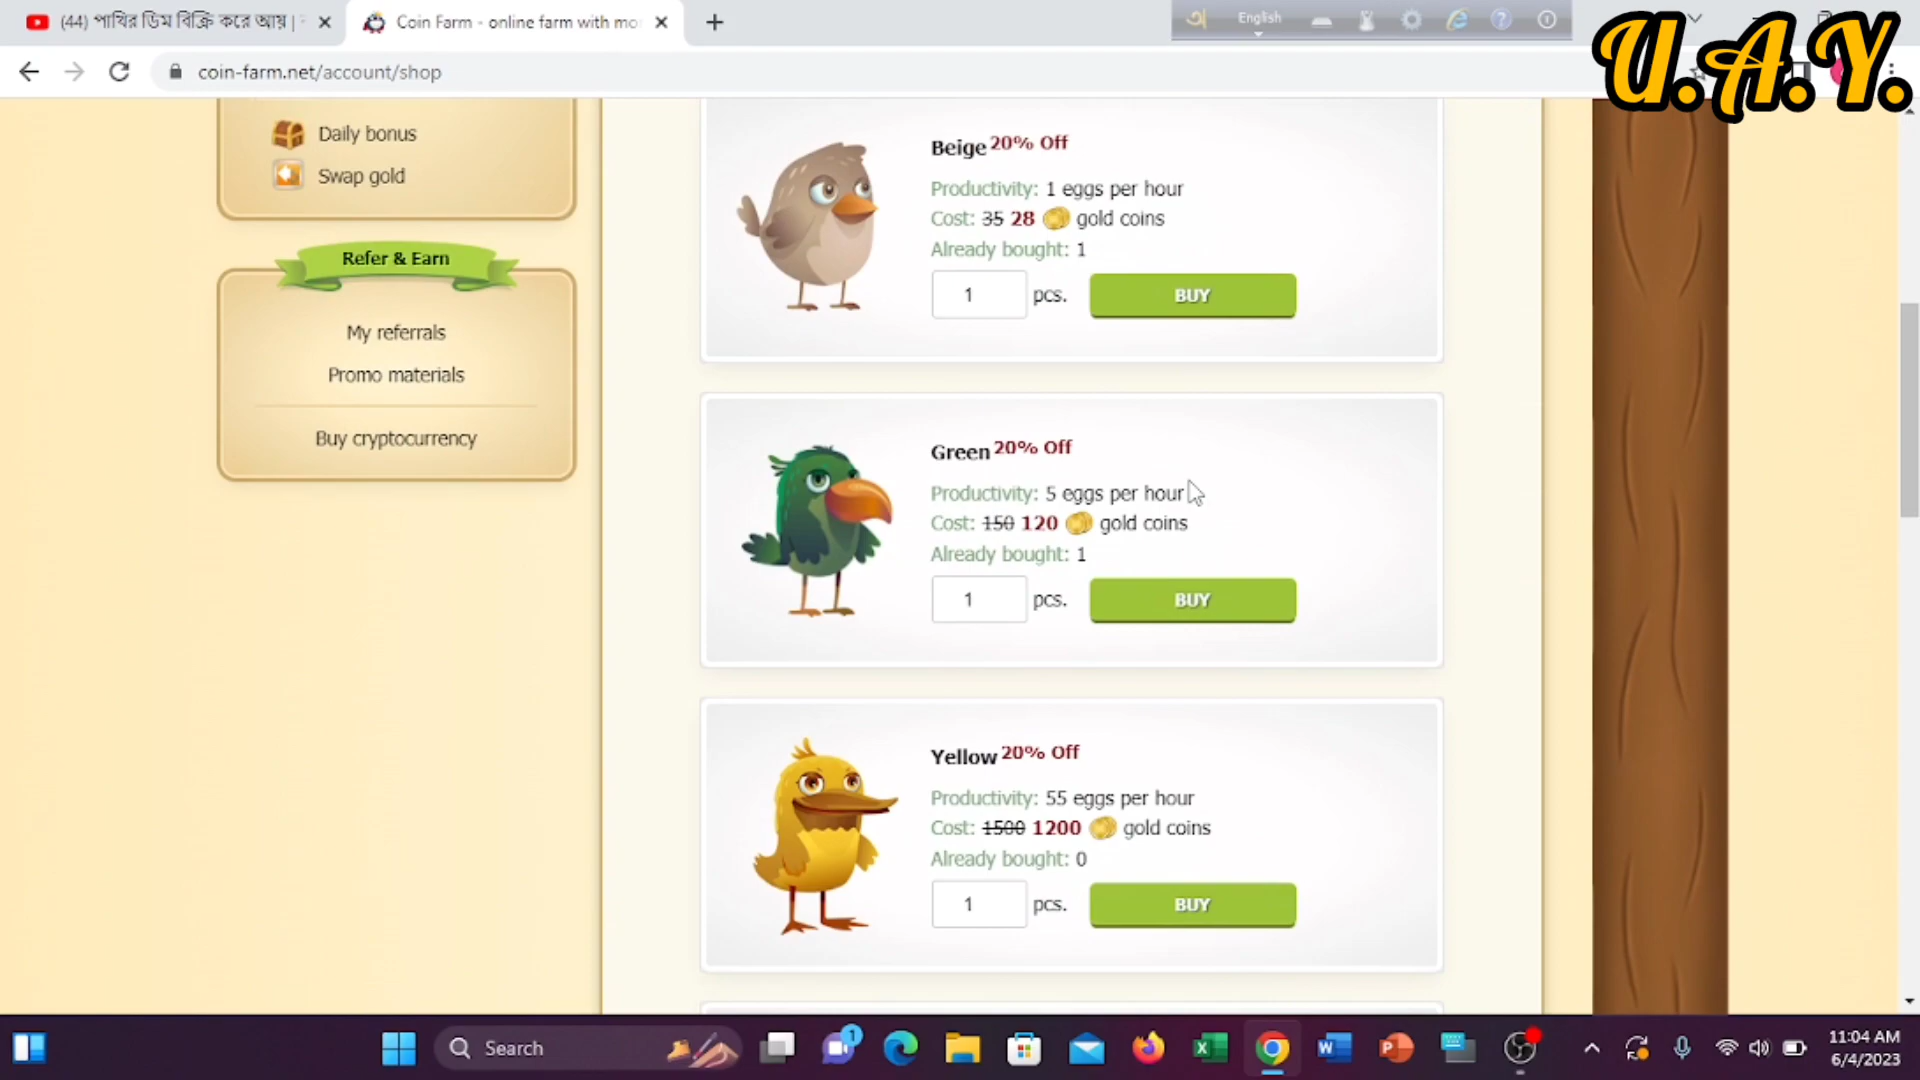 (44) পাখির ডিম বিক্রি করে আয় |
Coin Farm - online farm with mo
English
U.A.Y.
coin-farm.net/account/shop
Daily bonus
Swap gold
Refer & Earn
My referrals
Promo materials
Buy cryptocurrency
Beige 20% Off
Productivity: 1 eggs per hour
Cost: 35 28 gold coins
Already bought: 1
1 pcs. BUY
Green 20% Off
Productivity: 5 eggs per hour
Cost: 150 120 gold coins
Already bought: 1
1 pcs. BUY
Yellow 20% Off
Productivity: 55 eggs per hour
Cost: 1500 1200 gold coins
Already bought: 0
1 pcs. BUY
Search
1
11:04 AM
6/4/2023